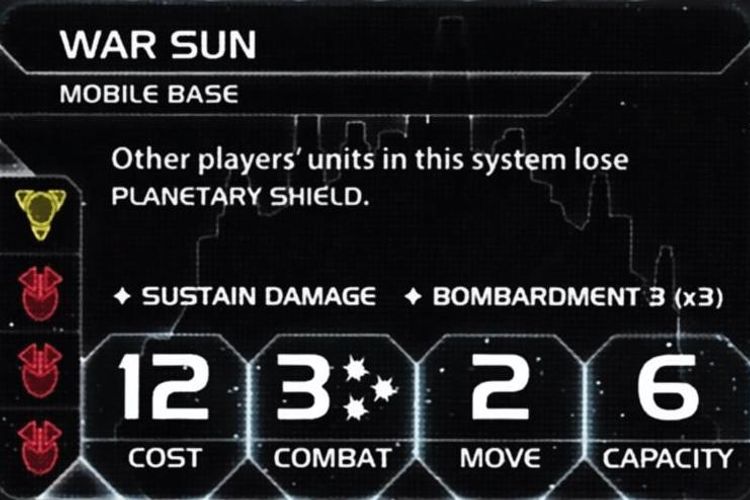 WAR SUN
MOBILE BASE
Other players' units in this system lose
PLANETARY SHIELD.
✦ SUSTAIN DAMAGE ✦ BOMBARDMENT 3 (x3)
12 3 2 6
COST COMBAT MOVE CAPACITY